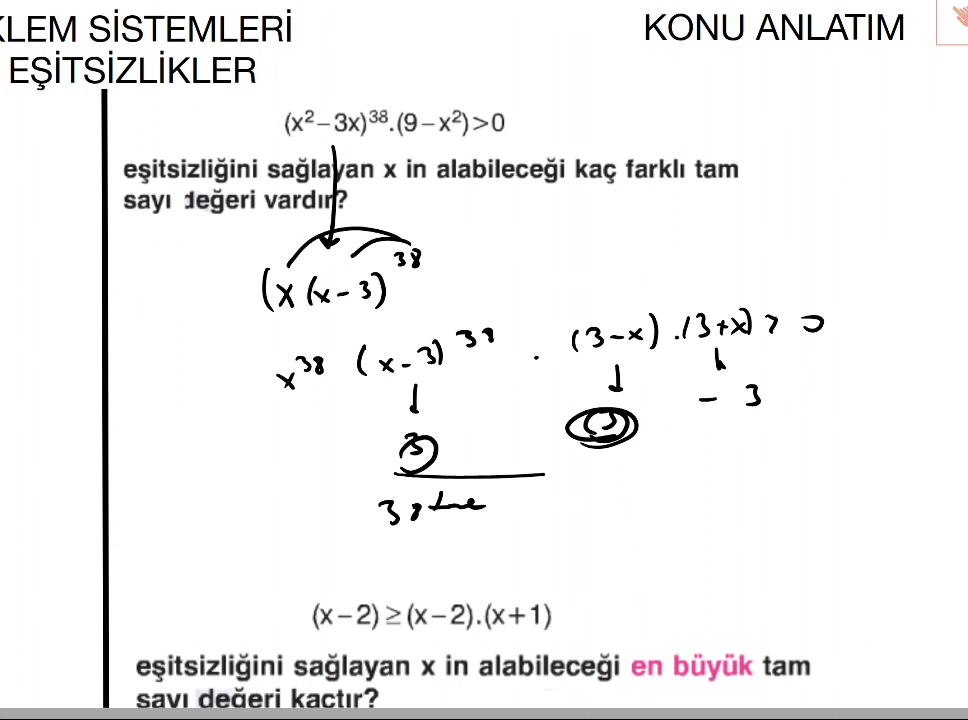 KLEM SİSTEMLERİ
KONU ANLATIM
EŞİTSİZLİKLER
(x²–3x)³⁸.(9–x²)>0
eşitsizliğini sağlayan x in alabileceği kaç farklı tam
sayı değeri vardır?
(x(x-3)³⁸
x³⁸ (x-3)³⁸ . (3-x).(3+x)>0
3 3 -3
38 tane
(x–2)≥(x–2).(x+1)
eşitsizliğini sağlayan x in alabileceği en büyük tam
sayı değeri kaçtır?